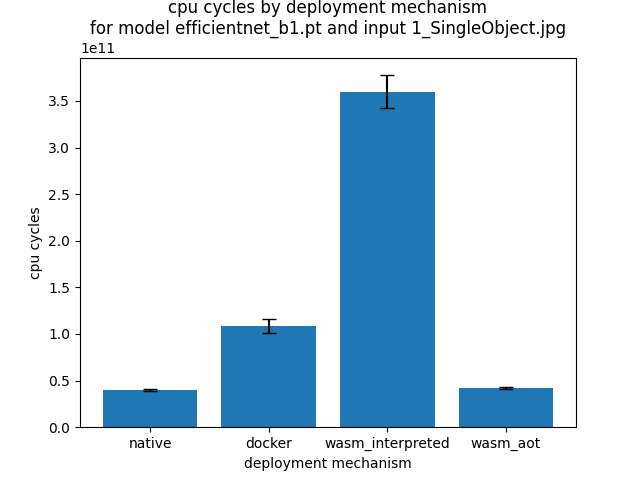 cpu cycles by deployment mechanism
for model efficientnet_b1.pt and input 1_SingleObject.jpg
1e11
3.5
3.0
2.5
2.0
1.5
1.0
0.5
0.0
cpu cycles
native docker wasm_interpreted wasm_aot
deployment mechanism